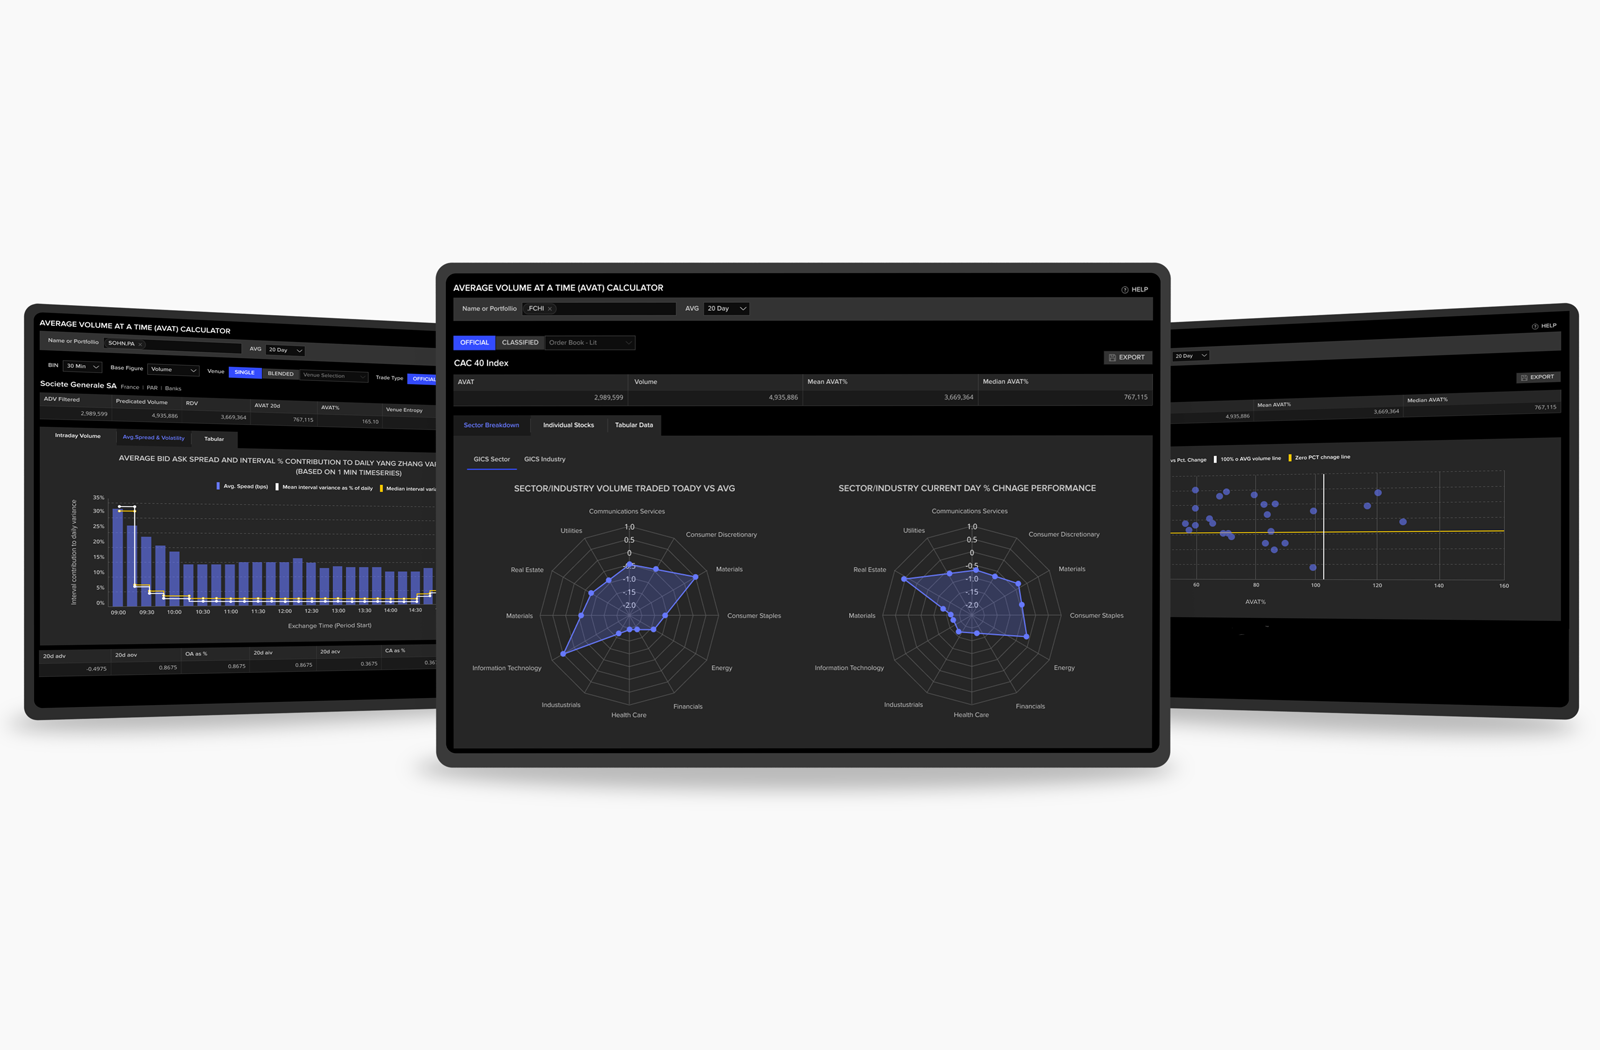 AVERAGE VOLUME AT A TIME (AVAT) CALCULATOR
Name or Portfollio SOHN.PA × AVG 20 Day
BIN 30 Min Base Figure Volume Venue SINGLE BLENDED Venue Selection Trade Type OFFICIAL
Societe Generale SA France | PAR | Banks
ADV Filtered Predicated Volume RDV AVAT 20d AVAT% Venue Entropy
2,989,599 4,935,886 3,669,364 767,115 165.10
Intraday Volume Avg.Spread & Volatility Tabular
AVERAGE BID ASK SPREAD AND INTERVAL % CONTRIBUTION TO DAILY YANG ZHANG
(BASED ON 1 MIN TIMESERIES)
Avg. Spead (bps) Mean interval variance as % of daily Median interval
Interval contribution to daily variance
35%
30%
25%
20%
15%
10%
5%
0%
09:00 09:30 10:00 10:30 11:00 11:30 12:30 13:00 13:30 14:00 14:30
Exchange Time (Period Start)
20d adv 20d aov OA as % 20d aiv 20d acv CA as %
-0.4975 0.8675 0.8675 0.8675 0.3675
AVERAGE VOLUME AT A TIME (AVAT) CALCULATOR
HELP
Name or Portfollio .FCHI × AVG 20 Day
OFFICIAL CLASSIFIED Order Book - Lit
CAC 40 Index
EXPORT
AVAT Volume Mean AVAT% Median AVAT%
2,989,599 4,935,886 3,669,364 767,115
Sector Breakdown Individual Stocks Tabular Data
GICS Sector GICS Industry
SECTOR/INDUSTRY VOLUME TRADED TOADY VS AVG
Communications Services
Utilities
Consumer Discretionary
Real Estate
Materials
Materials
Consumer Staples
Information Technology
Energy
Industustrials
Financials
Health Care
1.0
0.5
0
-0.5
-1.0
-.15
-2.0
SECTOR/INDUSTRY CURRENT DAY % CHNAGE PERFORMANCE
Communications Services
Utilities
Consumer Discretionary
Real Estate
Materials
Materials
Consumer Staples
Information Technology
Energy
Industustrials
Financials
Health Care
1.0
0.5
0
-0.5
-1.0
-.15
-2.0
HELP
20 Day
EXPORT
Mean AVAT% Median AVAT%
4,935,886 3,669,364 767,115
vs Pct. Change 100% o AVG volume line Zero PCT chnage line
60 80 100 120 140 160
AVAT%